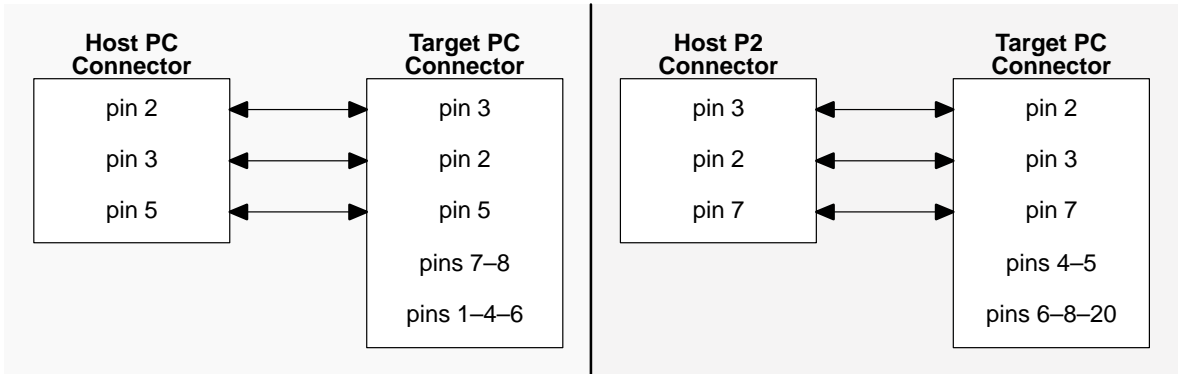 Host PC
Connector
pin 2
pin 3
pin 5
Target PC
Connector
pin 3
pin 2
pin 5
pins 7–8
pins 1–4–6
Host P2
Connector
pin 3
pin 2
pin 7
Target PC
Connector
pin 2
pin 3
pin 7
pins 4–5
pins 6–8–20